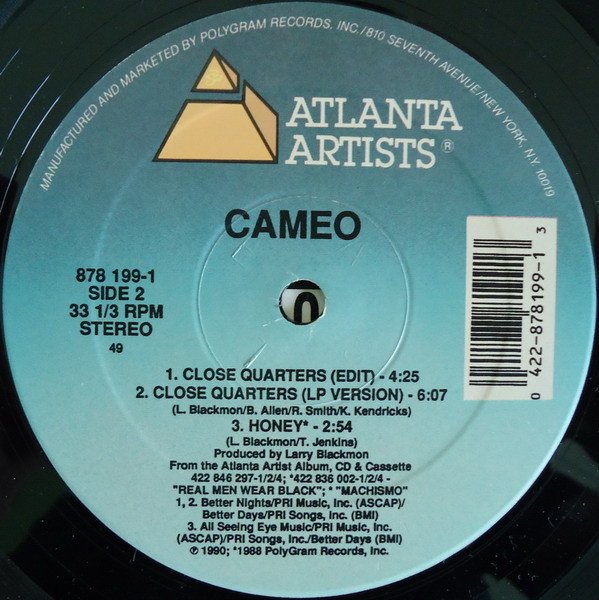 MANUFACTURED AND MARKETED BY POLYGRAM RECORDS, INC./810 SEVENTH AVENUE/NEW YORK, N.Y. 10019
ATLANTA
ARTISTS®
CAMEO
878 199-1
SIDE 2
33 1/3 RPM
STEREO
49
3
0 422-878199-1
1. CLOSE QUARTERS (EDIT) - 4:25
2. CLOSE QUARTERS (LP VERSION) - 6:07
(L. Blackmon/B. Allen/R. Smith/K. Kendricks)
3. HONEY* - 2:54
(L. Blackmon/T. Jenkins)
Produced by Larry Blackmon
From the Atlanta Artist Album, CD & Cassette
422 846 297-1/2/4; *422 836 002-1/2/4 -
"REAL MEN WEAR BLACK"; * "MACHISMO"
1, 2. Better Nights/PRI Music, Inc. (ASCAP)/
Better Days/PRI Songs, Inc. (BMI)
3. All Seeing Eye Music/PRI Music, Inc.
(ASCAP)/PRI Songs, Inc./Better Days (BMI)
℗ 1990; *1988 PolyGram Records, Inc.